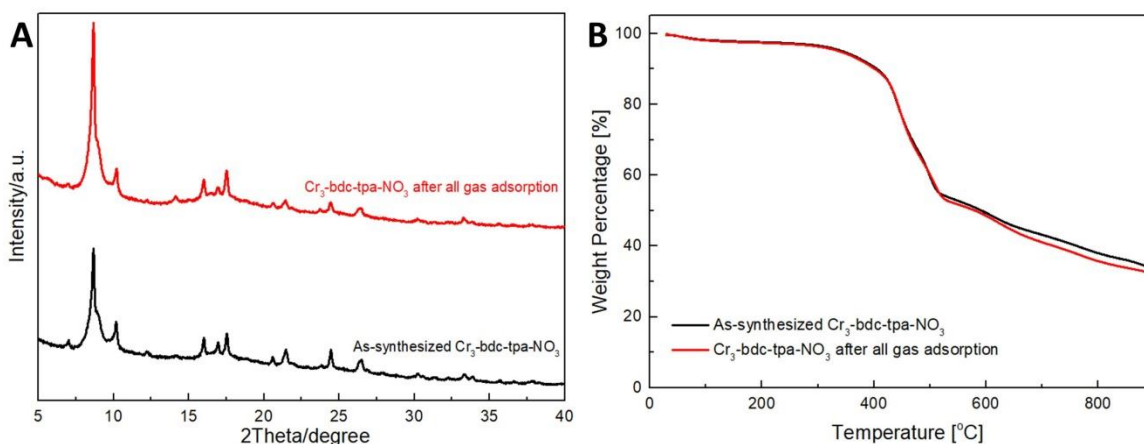 A
Intensity/a.u.
Cr₃-bdc-tpa-NO₃ after all gas adsorption
As-synthesized Cr₃-bdc-tpa-NO₃
5 10 15 20 25 30 35 40
2Theta/degree
B
Weight Percentage [%]
100
80
60
40
20
0
As-synthesized Cr₃-bdc-tpa-NO₃
Cr₃-bdc-tpa-NO₃ after all gas adsorption
0 200 400 600 800
Temperature [°C]